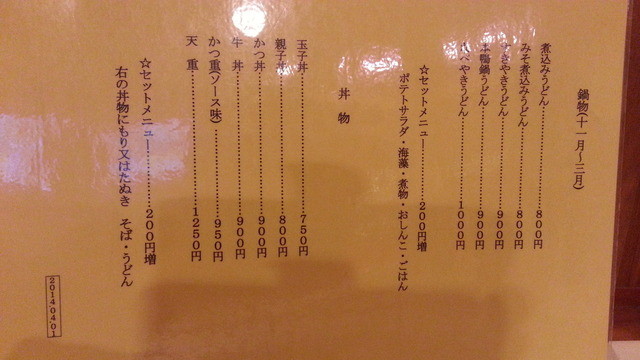 鍋物(十一月～三月)
煮込みうどん…………800円
みそ煮込みうどん…………800円
すきやきうどん…………900円
鴨鍋うどん…………900円
やきうどん…………1000円
☆セットメニュー…………200円増
ポテトサラダ・海藻・煮物・おしんこ・ごはん
丼物
玉子丼…………750円
親子丼…………800円
かつ丼…………900円
牛丼…………900円
かつ重(ソース味)…………950円
天重…………1250円
☆セットメニュー…………200円増
右の丼物にもり又はたぬき そば・うどん
2014.04.01